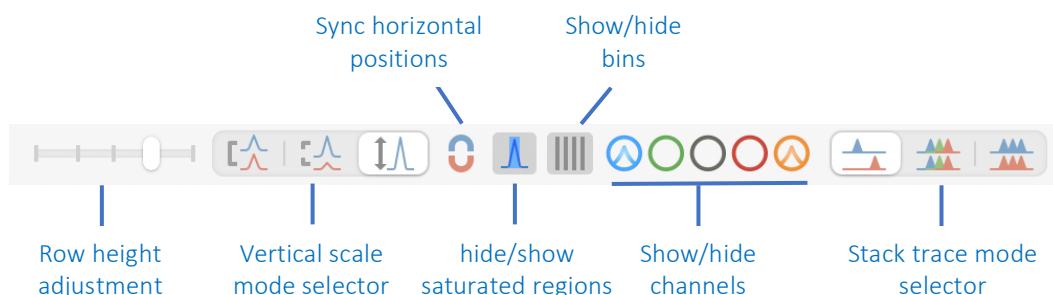 Sync horizontal
positions
Show/hide
bins
Row height
adjustment
Vertical scale
mode selector
hide/show
saturated regions
Show/hide
channels
Stack trace mode
selector